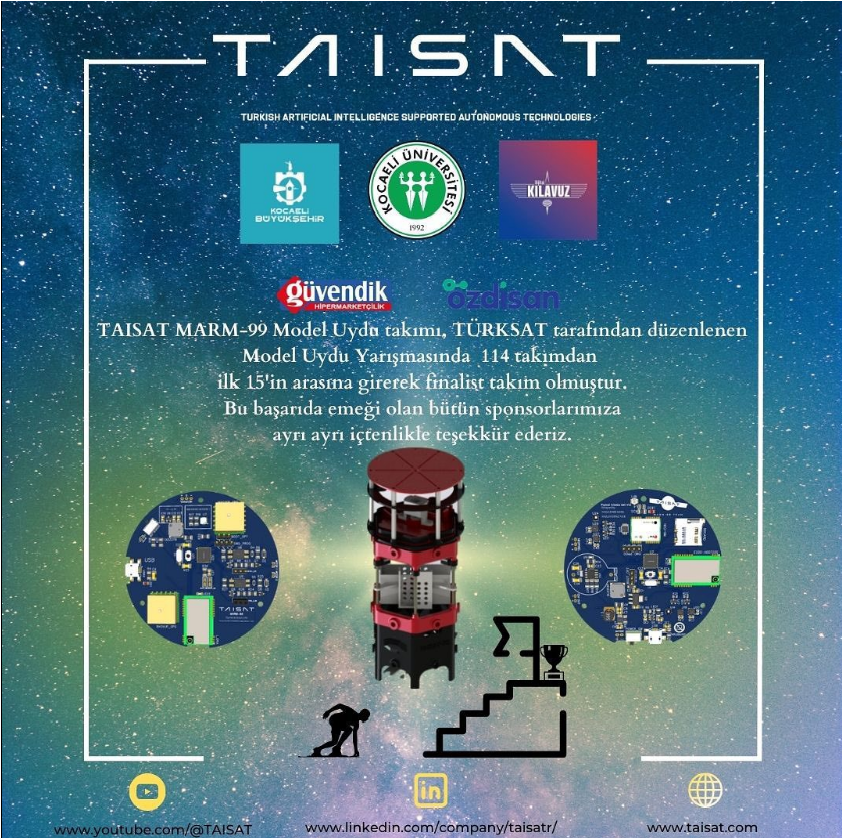 TAISAT
TURKISH ARTIFICIAL INTELLIGENCE SUPPORTED AUTONOMOUS TECHNOLOGIES
KOCAELİ
BÜYÜKŞEHİR
KOCAELİ ÜNİVERSİTESİ
1992
KILAVUZ
güvendik
HİPERMARKETÇİLİK
özdisan
TAISAT MARM-99 Model Uydu takımı, TÜRKSAT tarafından düzenlenen
Model Uydu Yarışmasında 114 takımdan
ilk 15'in arasına girerek finalist takım olmuştur.
Bu başarıda emeği olan bütün sponsorlarımıza
ayrı ayrı içtenlikle teşekkür ederiz.
USB
TAISAT
TAISAT
www.youtube.com/@TAISAT
www.linkedin.com/company/taisatr/
www.taisat.com